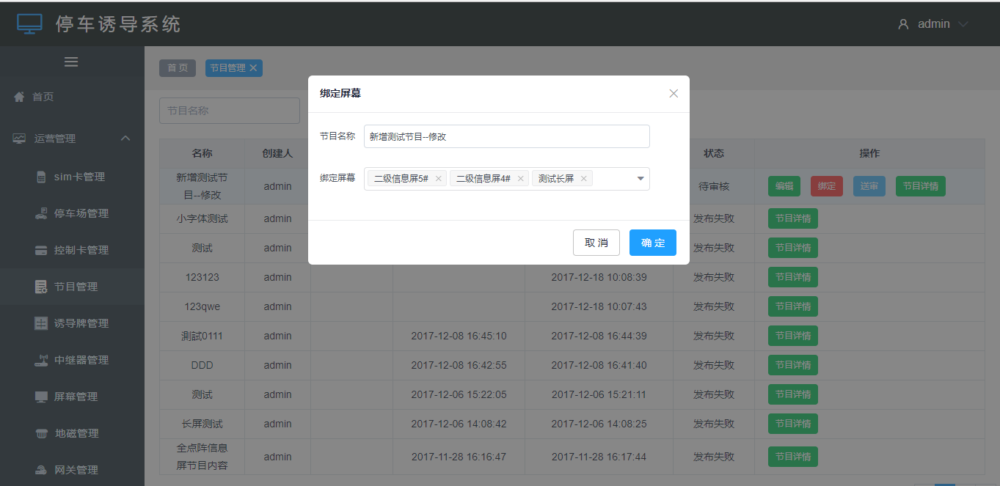 停车诱导系统
admin
首页
节目管理
首页
运营管理
sim卡管理
停车场管理
控制卡管理
节目管理
诱导牌管理
中继器管理
屏幕管理
地磁管理
网关管理
节目名称
绑定屏幕
节目名称 新增测试节目--修改
绑定屏幕 二级信息屏5# 二级信息屏4# 测试长屏
取消 确定
名称 创建人 状态 操作
新增测试节
目--修改
admin 待审核 编辑 绑定 送审 节目详情
小字体测试 admin 发布失败 节目详情
测试 admin 发布失败 节目详情
123123 admin 2017-12-18 10:08:39 发布失败 节目详情
123qwe admin 2017-12-18 10:07:43 发布失败 节目详情
測試0111 admin 2017-12-08 16:45:10 2017-12-08 16:44:39 发布失败 节目详情
DDD admin 2017-12-08 16:42:55 2017-12-08 16:41:40 发布失败 节目详情
测试 admin 2017-12-06 15:22:05 2017-12-06 15:21:11 发布失败 节目详情
长屏测试 admin 2017-12-06 14:08:42 2017-12-06 14:08:25 发布失败 节目详情
全点阵信息
屏节目内容
admin 2017-11-28 16:16:47 2017-11-28 16:17:44 发布失败 节目详情